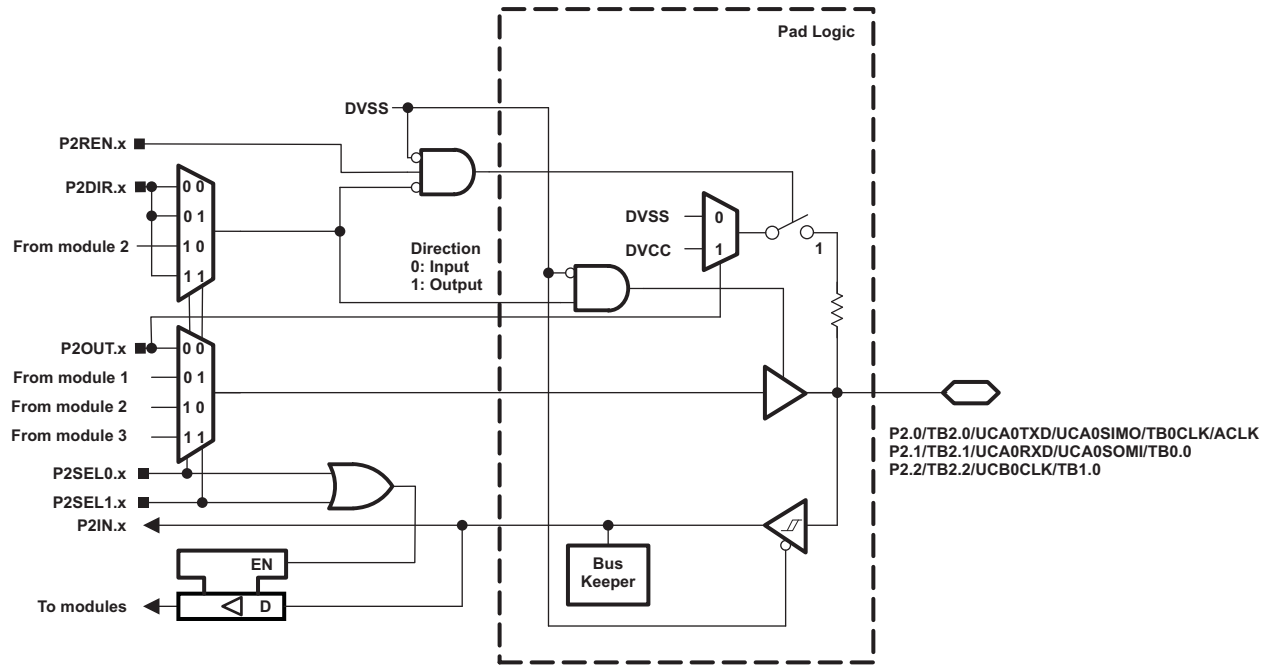 Pad Logic
DVSS
P2REN.x
P2DIR.x
0 0
0 1
From module 2
1 0
1 1
Direction
0: Input
1: Output
DVSS
0
DVCC
1
1
P2OUT.x
0 0
From module 1
0 1
From module 2
1 0
From module 3
1 1
P2SEL0.x
P2SEL1.x
P2IN.x
P2.0/TB2.0/UCA0TXD/UCA0SIMO/TB0CLK/ACLK
P2.1/TB2.1/UCA0RXD/UCA0SOMI/TB0.0
P2.2/TB2.2/UCB0CLK/TB1.0
Bus
Keeper
EN
To modules
D